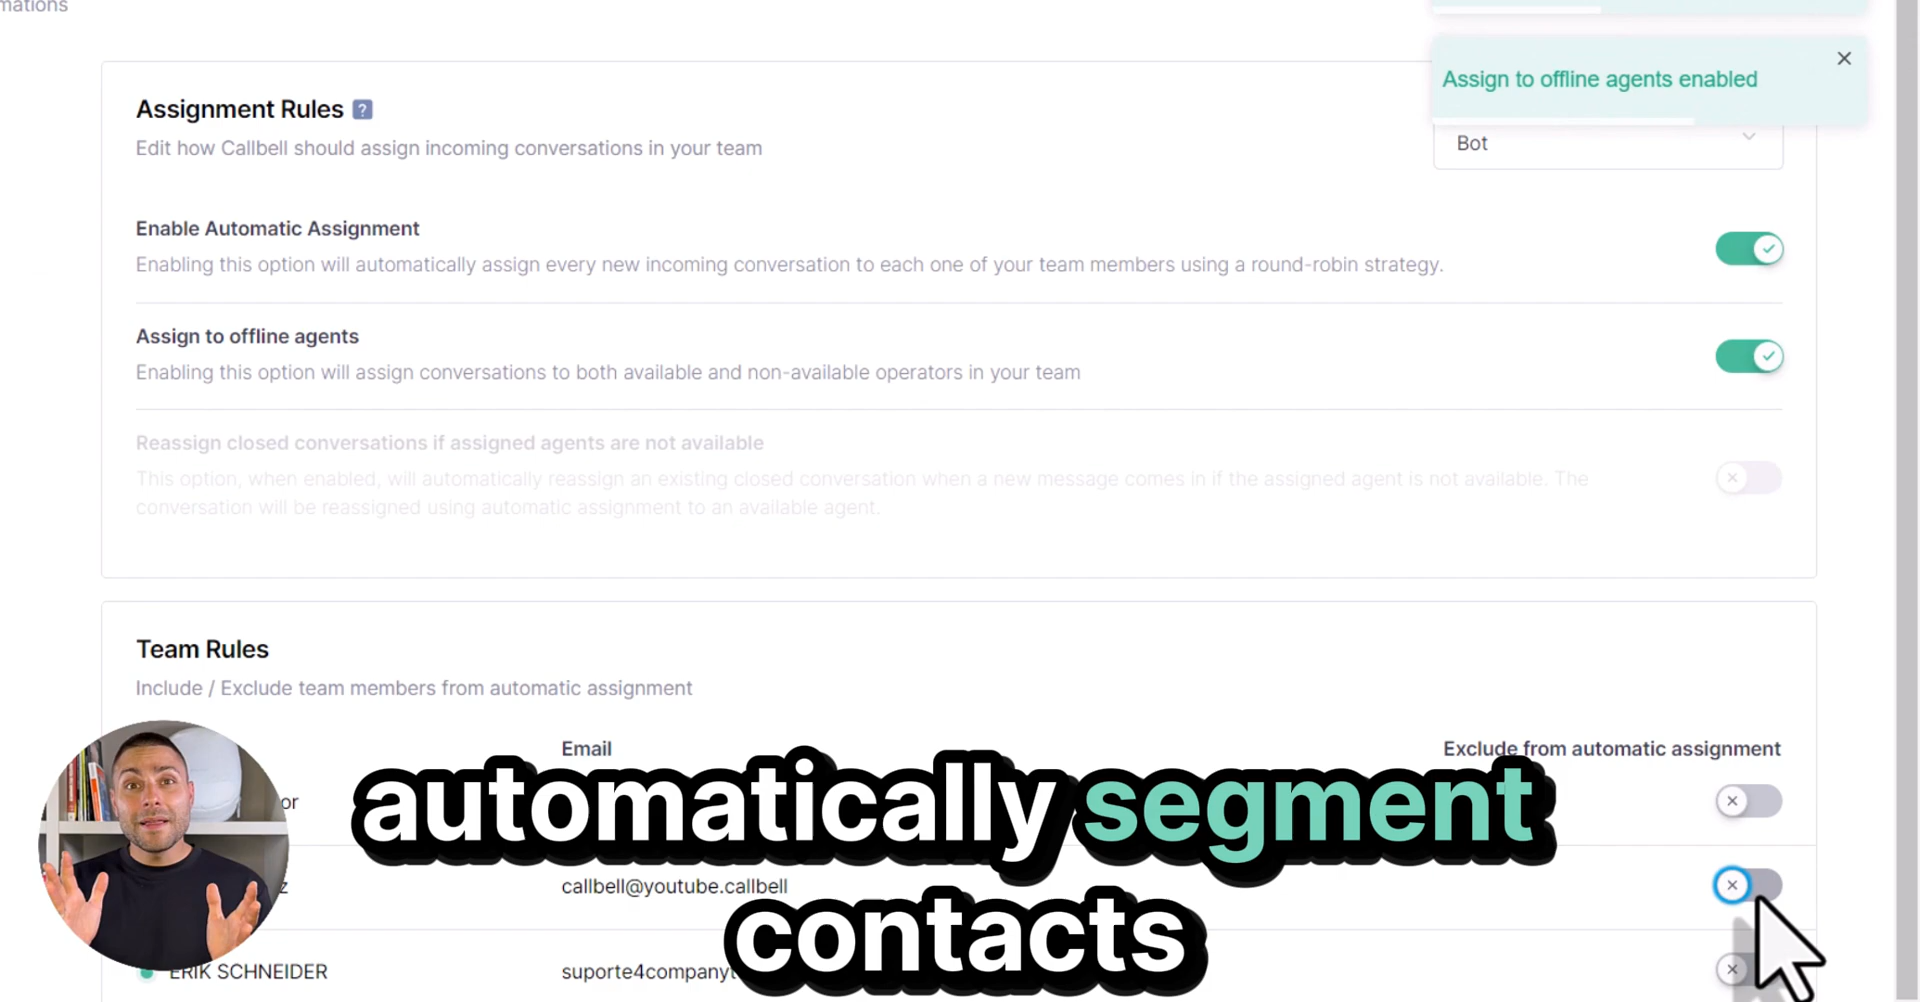 mations
Assign to offline agents enabled
Assignment Rules ?
Edit how Callbell should assign incoming conversations in your team
Bot
Enable Automatic Assignment
Enabling this option will automatically assign every new incoming conversation to each one of your team members using a round-robin strategy.
Assign to offline agents
Enabling this option will assign conversations to both available and non-available operators in your team
Reassign closed conversations if assigned agents are not available
This option, when enabled, will automatically reassign an existing closed conversation when a new message comes in if the assigned agent is not available. The
conversation will be reassigned using automatic assignment to an available agent.
Team Rules
Include / Exclude team members from automatic assignment
Email
Exclude from automatic assignment
or
automatically segment
z
callbell@youtube.callbell
contacts
ERIK SCHNEIDER
suporte4companyt